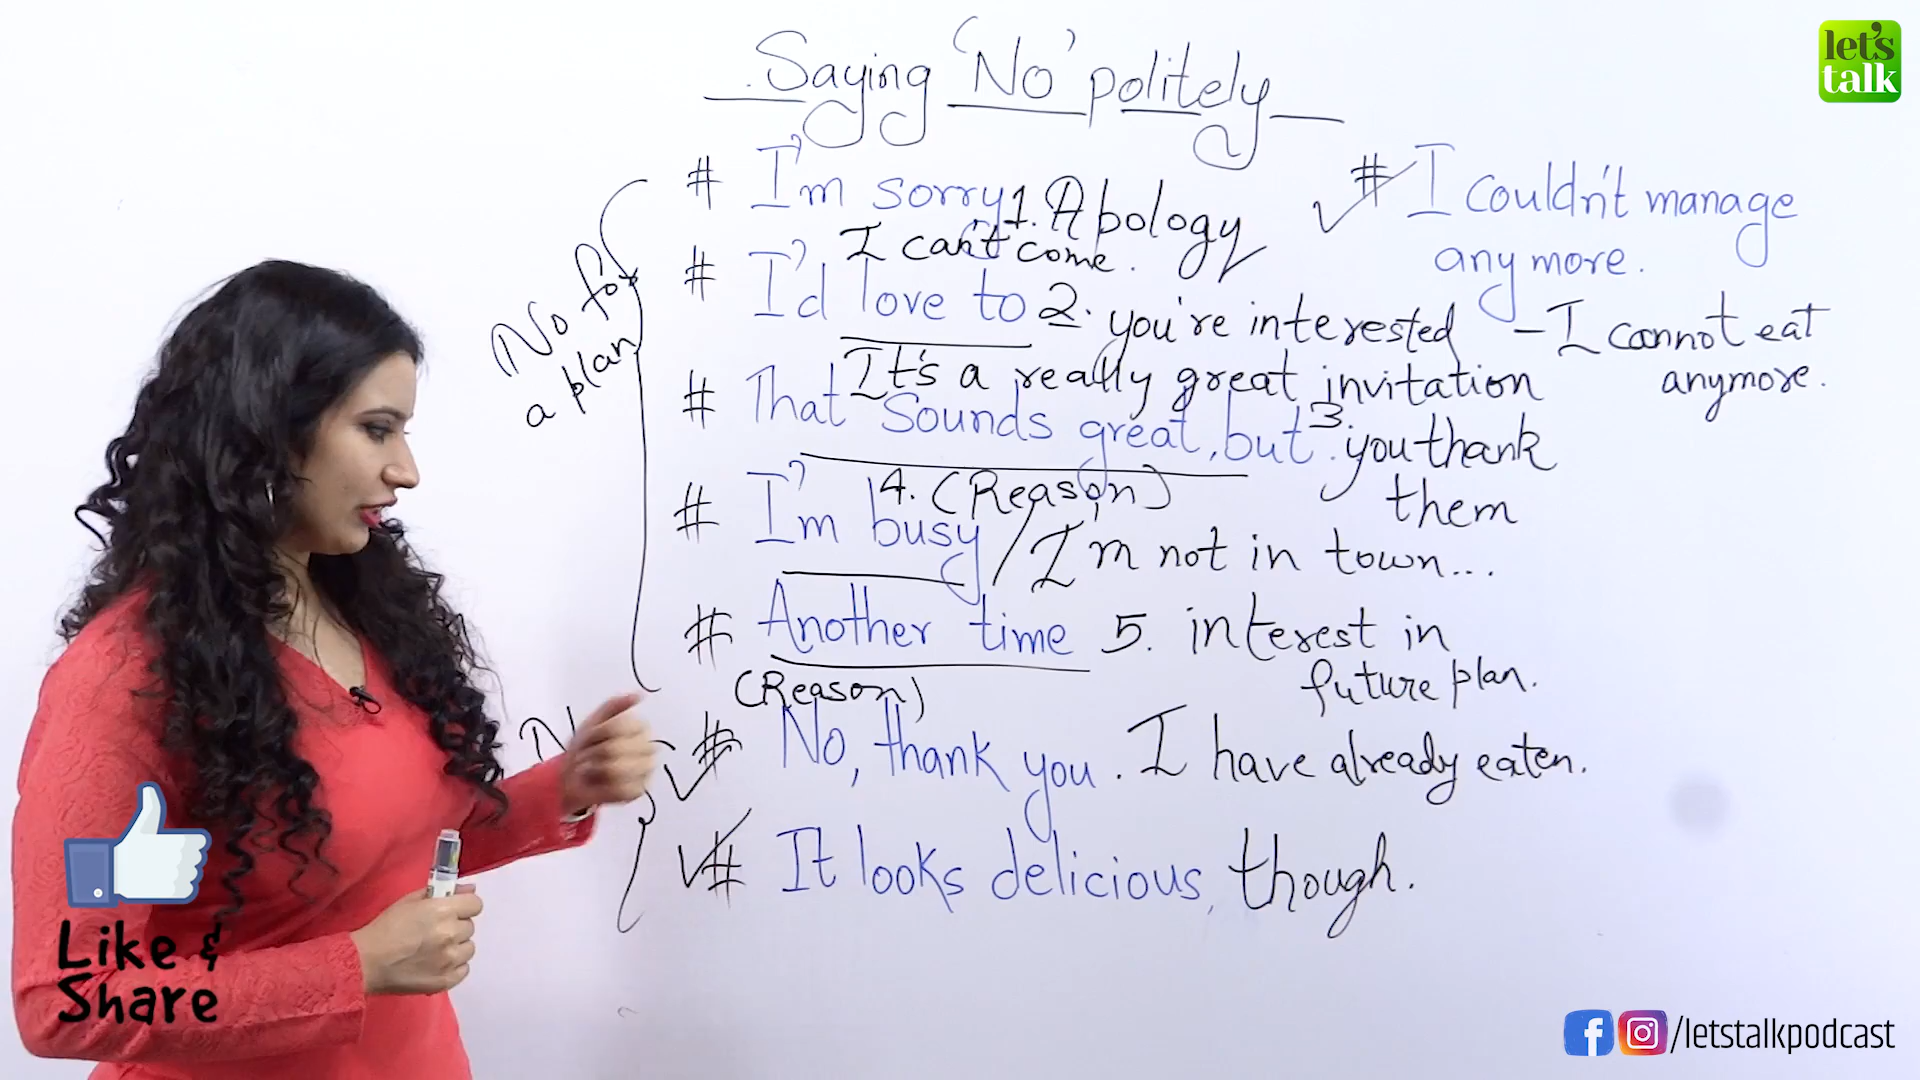 Saying 'No' politely
# I'm sorry 1. Apology
I can't come.
# I'd love to 2. you're interested
It's a really great invitation
# That sounds great, but 3. you thank
them
4. (Reason)
# I'm busy / I'm not in town...
# Another time 5. interest in
future plan.
(Reason)
# No, thank you. I have already eaten.
# It looks delicious, though.
# I couldn't manage
anymore.
- I cannot eat
anymore.
No for
a plan
let's
talk
Like &
Share
/letstalkpodcast